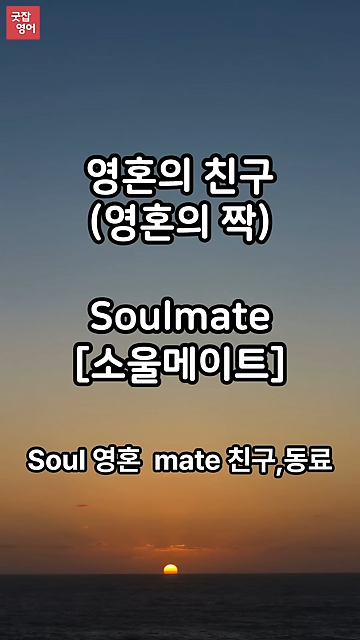 굿잡
영어
영혼의 친구
(영혼의 짝)
Soulmate
[소울메이트]
Soul 영혼 mate 친구,동료